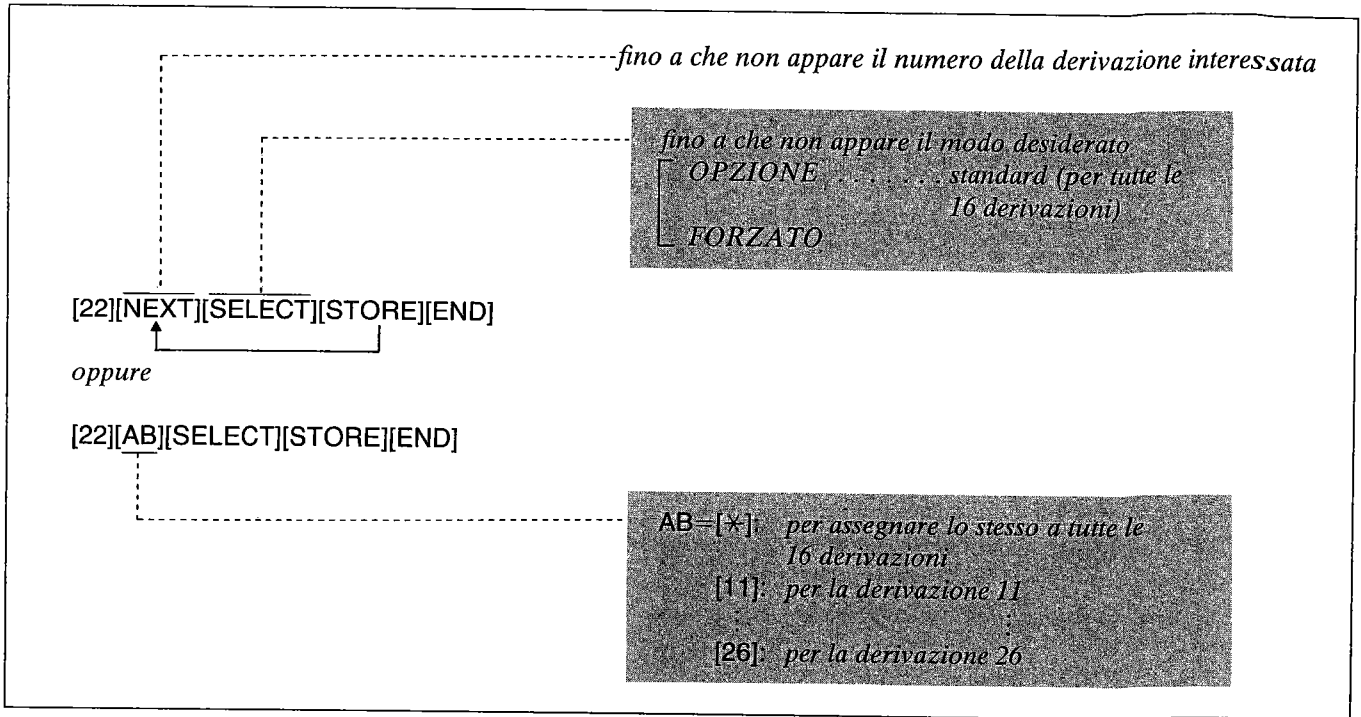 fino a che non appare il numero della derivazione interessata
fino a che non appare il modo desiderato
OPZIONE . . . . . . . standard (per tutte le
16 derivazioni)
FORZATO
[22][NEXT][SELECT][STORE][END]
oppure
[22][AB][SELECT][STORE][END]
AB=[*]: per assegnare lo stesso a tutte le
16 derivazioni
[11]: per la derivazione 11
[26]: per la derivazione 26